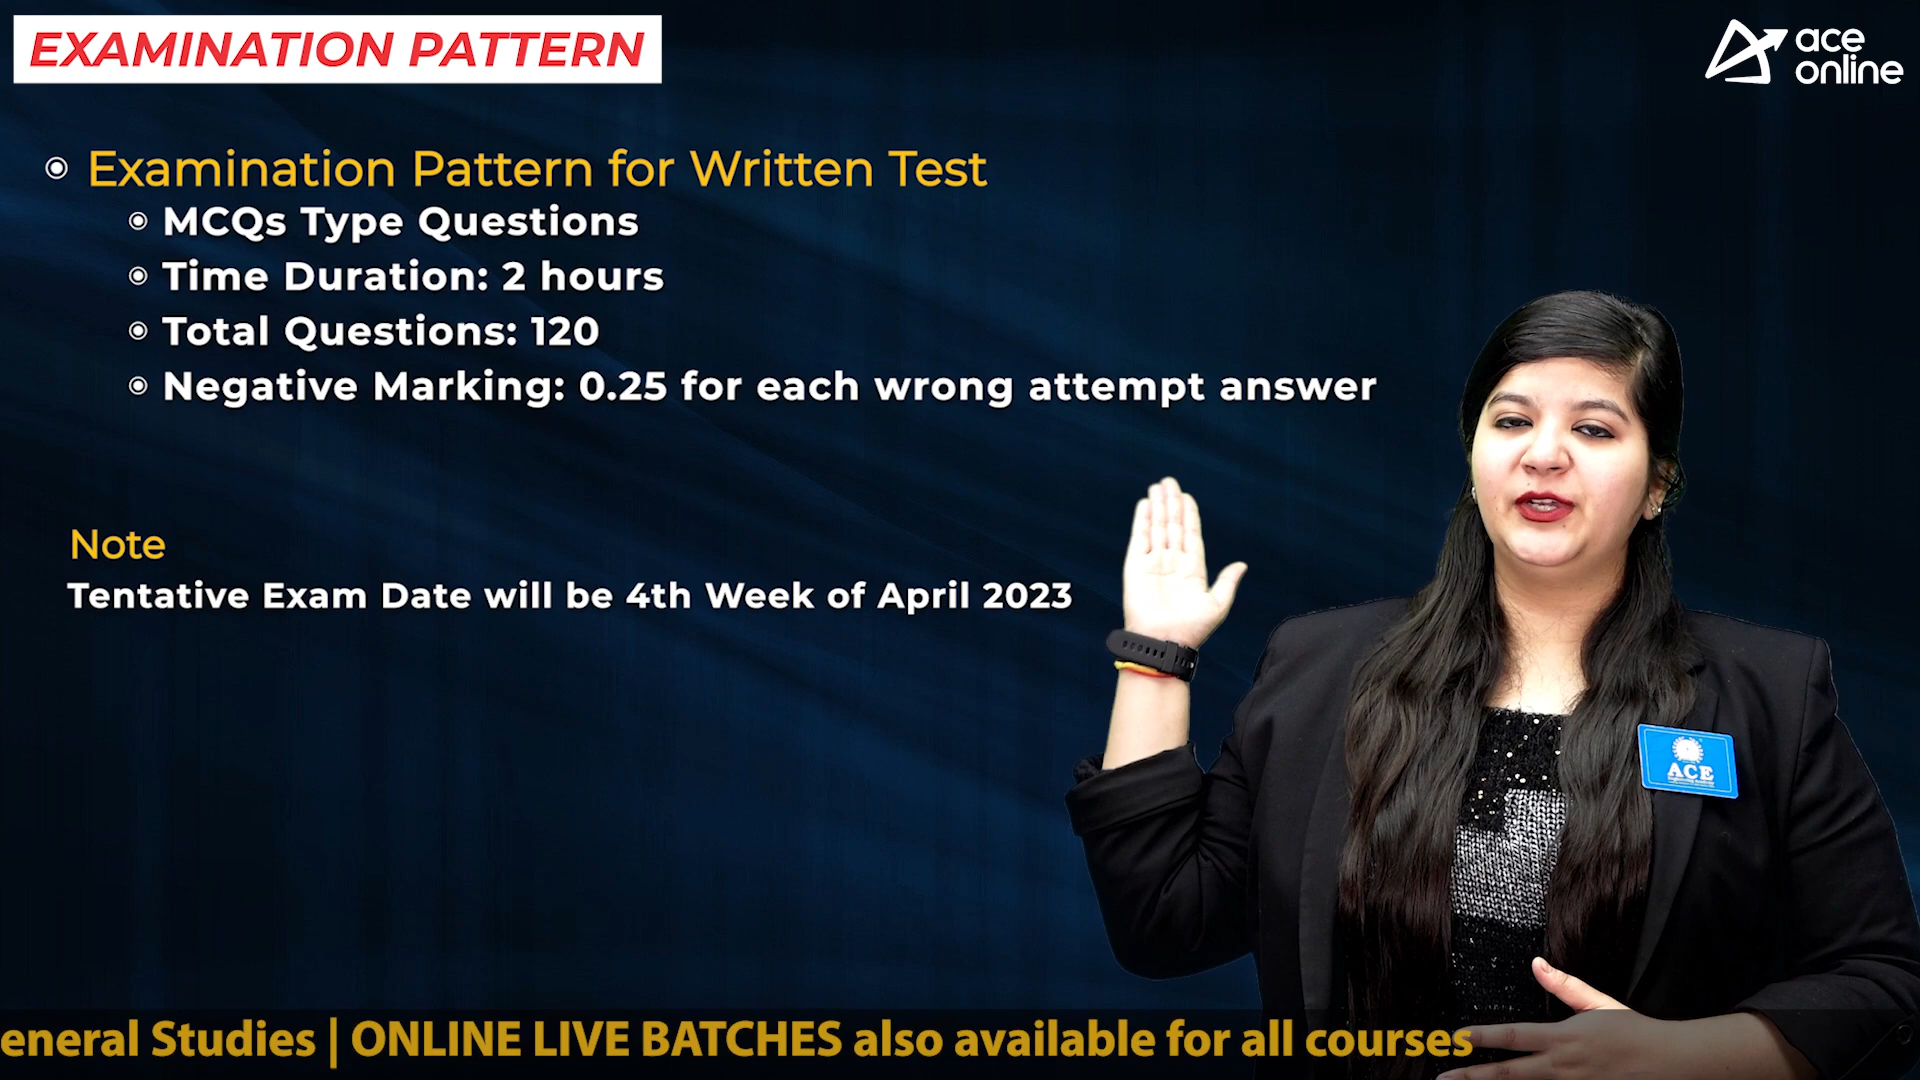 EXAMINATION PATTERN
ace
online
Examination Pattern for Written Test
MCQs Type Questions
Time Duration: 2 hours
Total Questions: 120
Negative Marking: 0.25 for each wrong attempt answer
Note
Tentative Exam Date will be 4th Week of April 2023
ACE
eneral Studies | ONLINE LIVE BATCHES also available for all courses